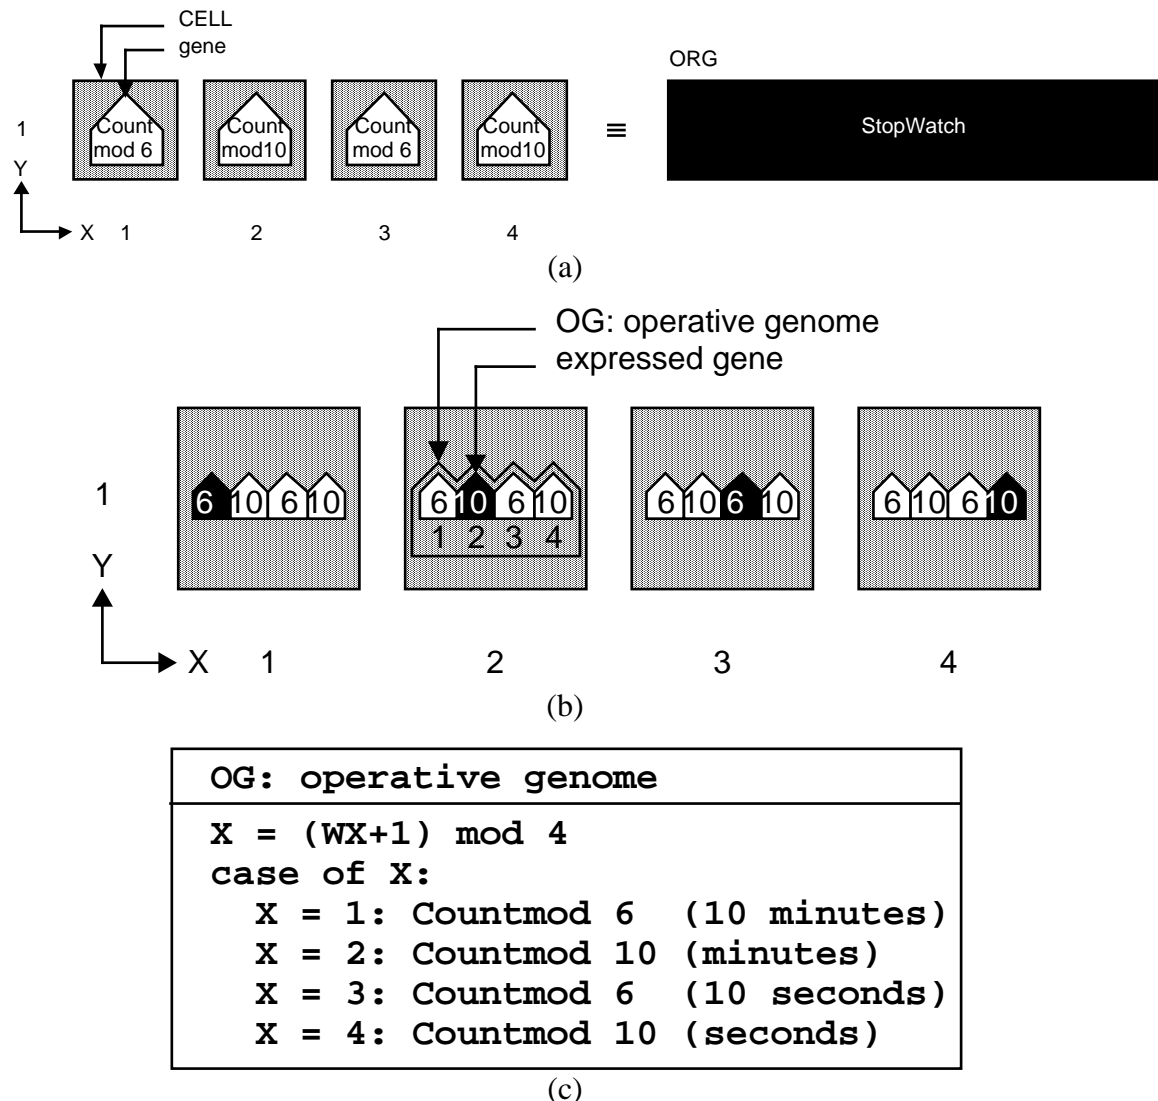 CELL
gene
ORG
1
Count mod 6
Count mod10
Count mod 6
Count mod10
≡
StopWatch
Y
X 1 2 3 4
(a)
OG: operative genome
expressed gene
1
6 10 6 10
6 10 6 10
6 10 6 10
6 10 6 10
1 2 3 4
Y
X 1 2 3 4
(b)
OG: operative genome
X = (WX+1) mod 4
case of X:
X = 1: Countmod 6 (10 minutes)
X = 2: Countmod 10 (minutes)
X = 3: Countmod 6 (10 seconds)
X = 4: Countmod 10 (seconds)
(c)